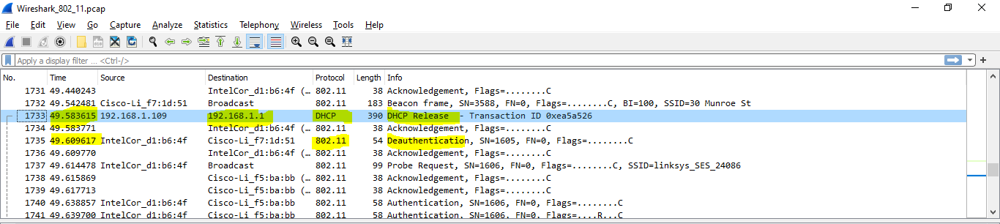 Wireshark_802_11.pcap
File Edit View Go Capture Analyze Statistics Telephony Wireless Tools Help
Apply a display filter ... <Ctrl-/>
No. Time Source Destination Protocol Length Info
1731 49.440243 IntelCor_d1:b6:4f (… 802.11 38 Acknowledgement, Flags=........C
1732 49.542481 Cisco-Li_f7:1d:51 Broadcast 802.11 183 Beacon frame, SN=3588, FN=0, Flags=........C, BI=100, SSID=30 Munroe St
1733 49.583615 192.168.1.109 192.168.1.1 DHCP 390 DHCP Release - Transaction ID 0xea5a526
1734 49.583771 IntelCor_d1:b6:4f (… 802.11 38 Acknowledgement, Flags=........C
1735 49.609617 IntelCor_d1:b6:4f Cisco-Li_f7:1d:51 802.11 54 Deauthentication, SN=1605, FN=0, Flags=........C
1736 49.609770 IntelCor_d1:b6:4f (… 802.11 38 Acknowledgement, Flags=........C
1737 49.614478 IntelCor_d1:b6:4f Broadcast 802.11 99 Probe Request, SN=1606, FN=0, Flags=........C, SSID=linksys_SES_24086
1738 49.615869 Cisco-Li_f5:ba:bb (… 802.11 38 Acknowledgement, Flags=........C
1739 49.617713 Cisco-Li_f5:ba:bb (… 802.11 38 Acknowledgement, Flags=........C
1740 49.638857 IntelCor_d1:b6:4f Cisco-Li_f5:ba:bb 802.11 58 Authentication, SN=1606, FN=0, Flags=........C
1741 49.639700 IntelCor_d1:b6:4f Cisco-Li_f5:ba:bb 802.11 58 Authentication, SN=1606, FN=0, Flags=....R...C